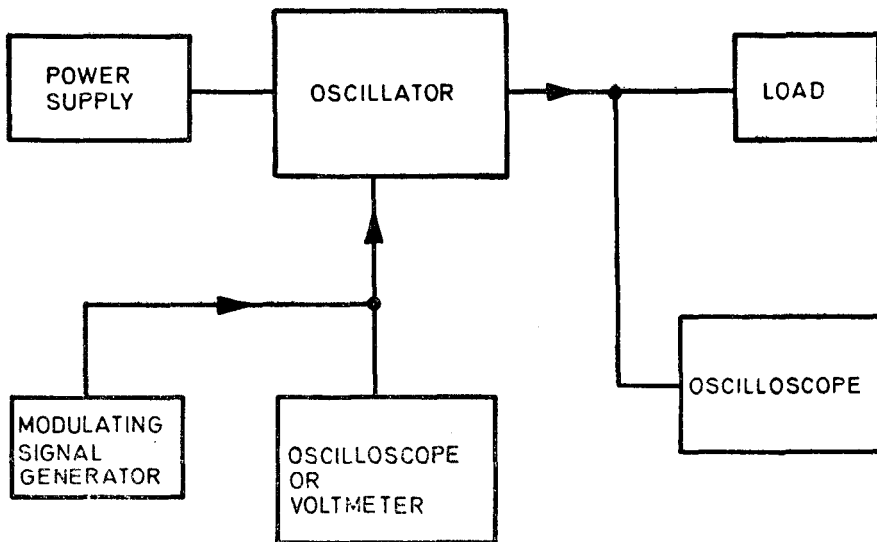 POWER
SUPPLY
OSCILLATOR
LOAD
OSCILLOSCOPE
MODULATING
SIGNAL
GENERATOR
OSCILLOSCOPE
OR
VOLTMETER